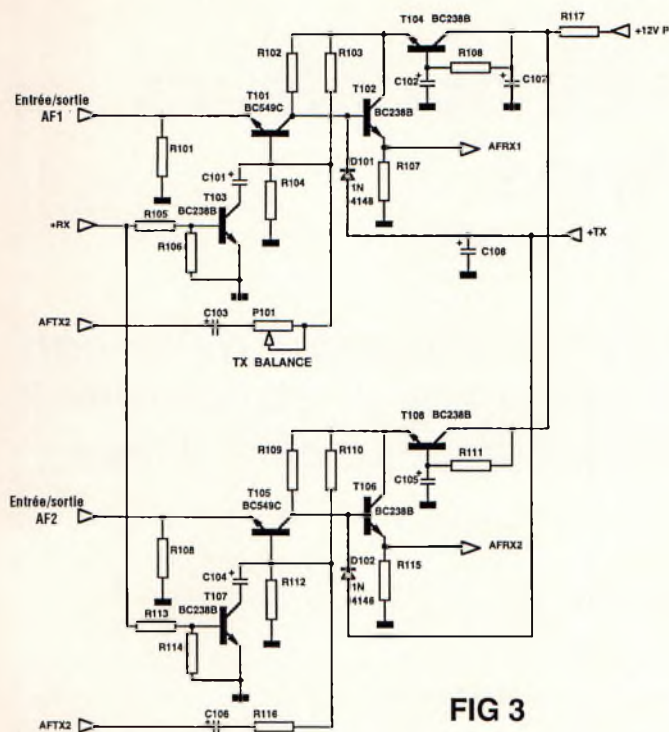 T104 BC238B
R117
+12V P
R102
R103
R108
C102
C102
Entrée/sortie
AF1
T101
BC549C
T102
BC238B
AFRX1
R101
D101
1N
4148
R107
C101
R104
T103
BC238B
+RX
R105
R106
+TX
C108
AFTX2
C103
P101
TX BALANCE
T108 BC238B
R109
R110
R111
C105
Entrée/sortie
AF2
T105
BC549C
T106
BC238B
AFRX2
R108
D102
1N
4148
R115
C104
R112
T107
BC238B
R113
R114
FIG 3
AFTX2
C106
R116